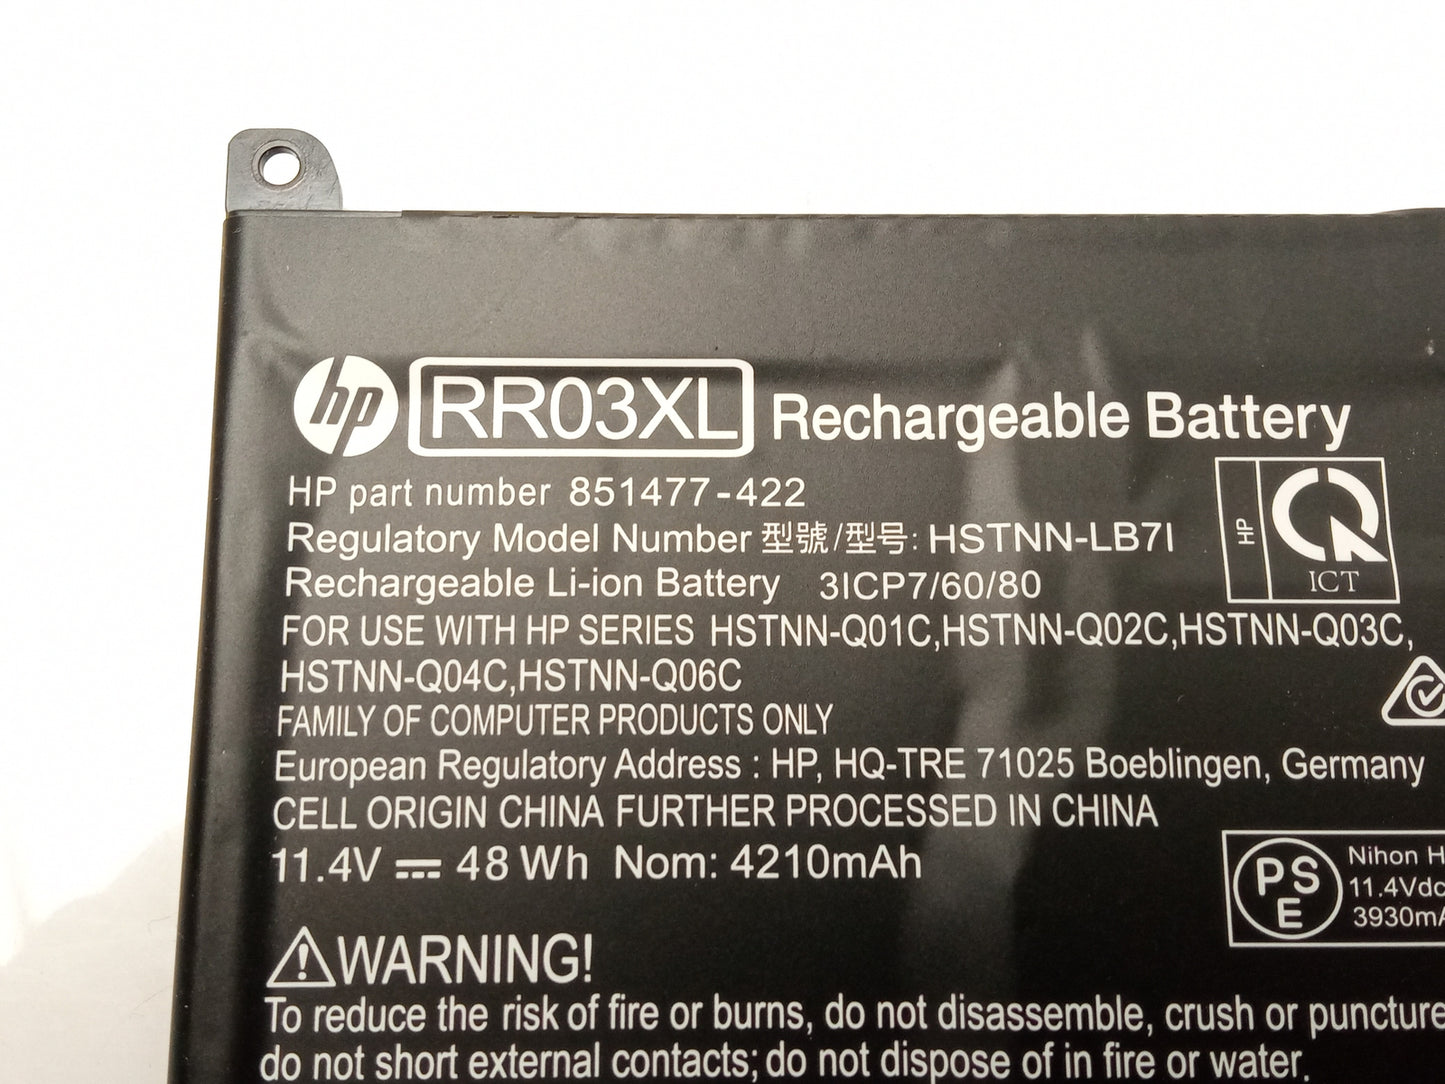 hp RR03XL Rechargeable Battery
HP part number 851477-422
Regulatory Model Number 型號/型号: HSTNN-LB7I
Rechargeable Li-ion Battery 3ICP7/60/80
HP
ICT
FOR USE WITH HP SERIES HSTNN-Q01C,HSTNN-Q02C,HSTNN-Q03C,
HSTNN-Q04C,HSTNN-Q06C
FAMILY OF COMPUTER PRODUCTS ONLY
European Regulatory Address : HP, HQ-TRE 71025 Boeblingen, Germany
CELL ORIGIN CHINA FURTHER PROCESSED IN CHINA
11.4V ⎓ 48 Wh Nom: 4210mAh
PS
E
Nihon H
11.4Vdc
3930mA
⚠WARNING!
To reduce the risk of fire or burns, do not disassemble, crush or puncture
do not short external contacts; do not dispose of in fire or water.